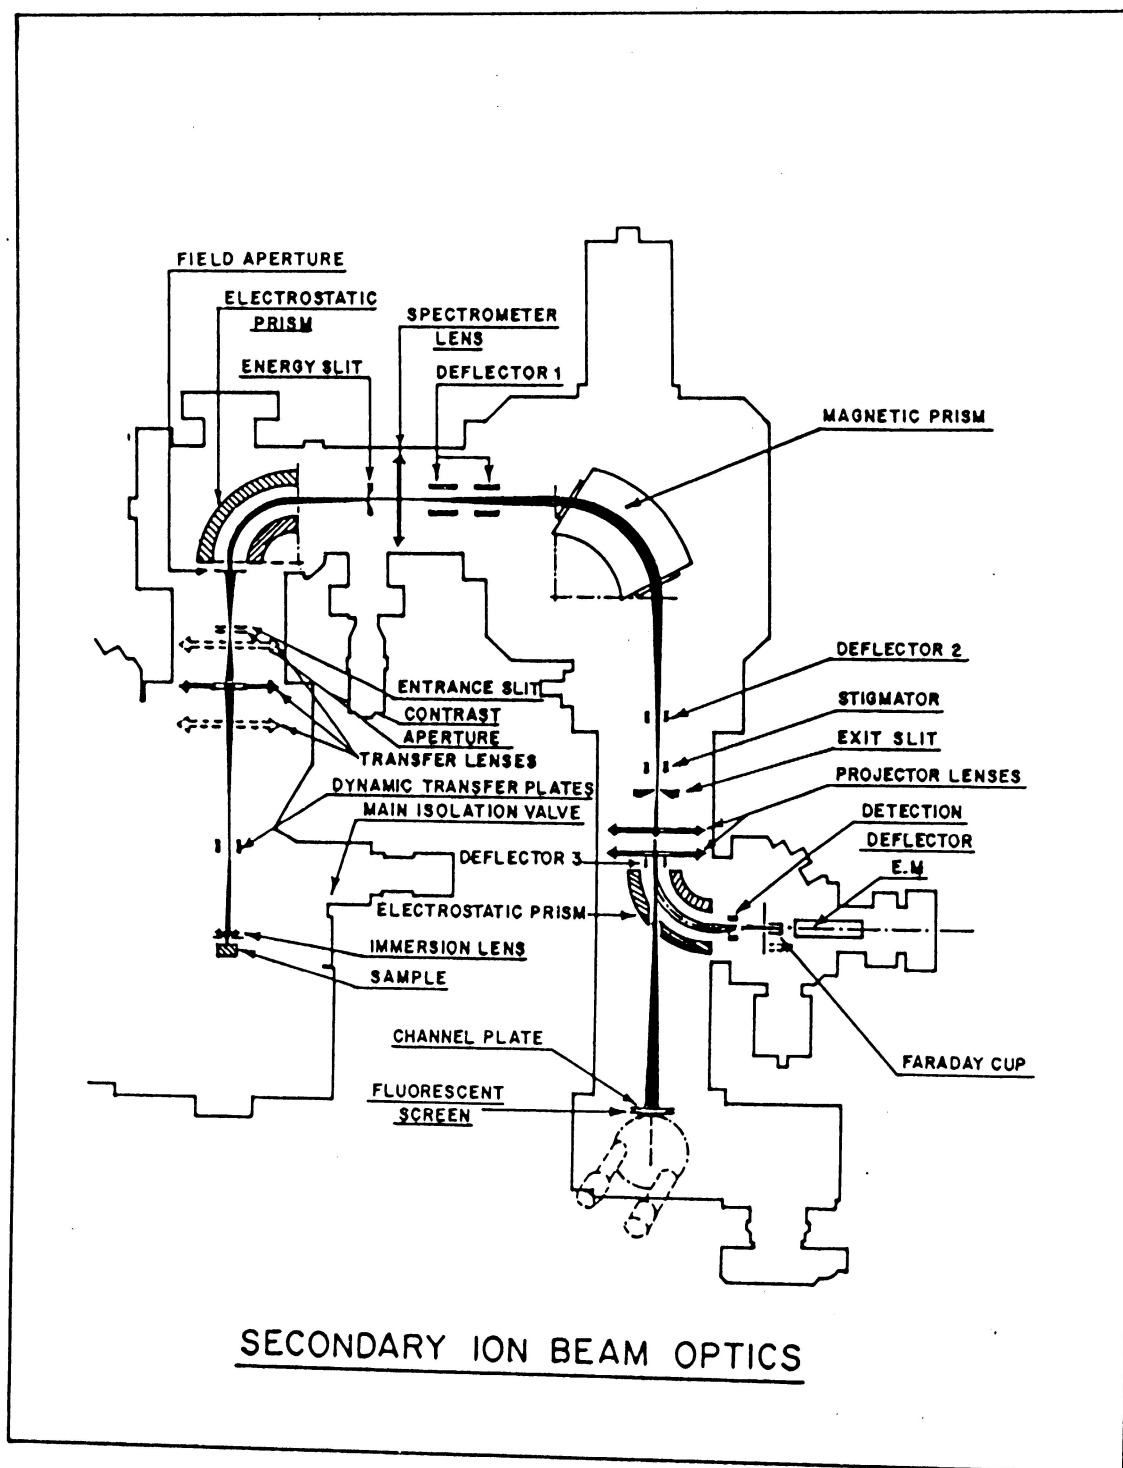 FIELD APERTURE
ELECTROSTATIC
PRISM
SPECTROMETER
LENS
ENERGY SLIT
DEFLECTOR 1
MAGNETIC PRISM
DEFLECTOR 2
ENTRANCE SLIT
STIGMATOR
CONTRAST
APERTURE
EXIT SLIT
TRANSFER LENSES
PROJECTOR LENSES
DYNAMIC TRANSFER PLATES
MAIN ISOLATION VALVE
DETECTION
DEFLECTOR
DEFLECTOR 3
E.M
ELECTROSTATIC PRISM
IMMERSION LENS
SAMPLE
CHANNEL PLATE
FARADAY CUP
FLUORESCENT
SCREEN
SECONDARY ION BEAM OPTICS